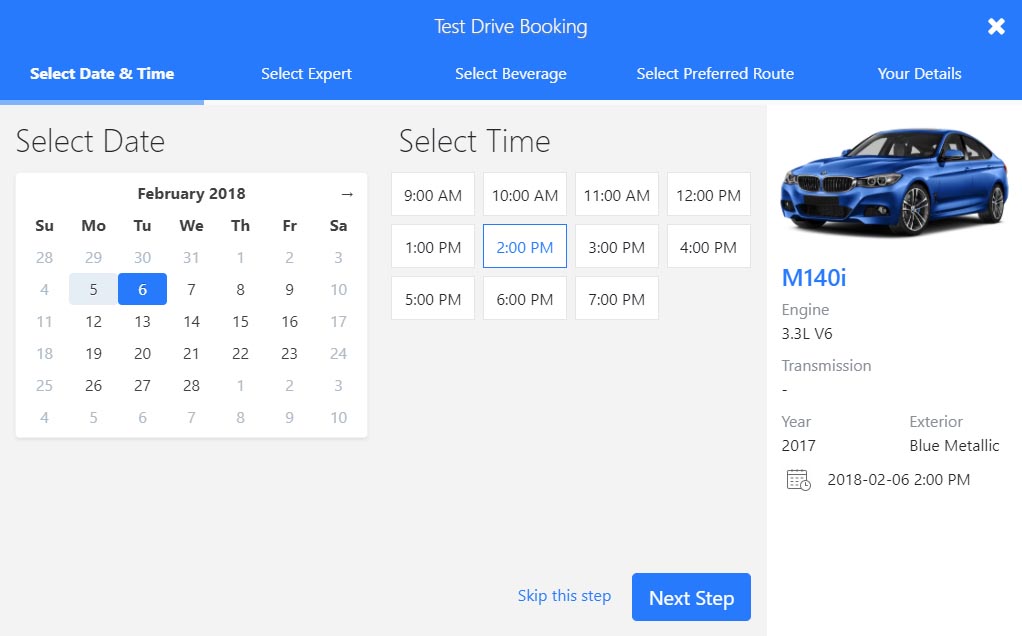 Test Drive Booking
Select Date & Time Select Expert Select Beverage Select Preferred Route Your Details
Select Date
February 2018 →
Su Mo Tu We Th Fr Sa
28 29 30 31 1 2 3
4 5 6 7 8 9 10
11 12 13 14 15 16 17
18 19 20 21 22 23 24
25 26 27 28 1 2 3
4 5 6 7 8 9 10
Select Time
9:00 AM 10:00 AM 11:00 AM 12:00 PM
1:00 PM 2:00 PM 3:00 PM 4:00 PM
5:00 PM 6:00 PM 7:00 PM
Skip this step Next Step
M140i
Engine
3.3L V6
Transmission
-
Year Exterior
2017 Blue Metallic
2018-02-06 2:00 PM